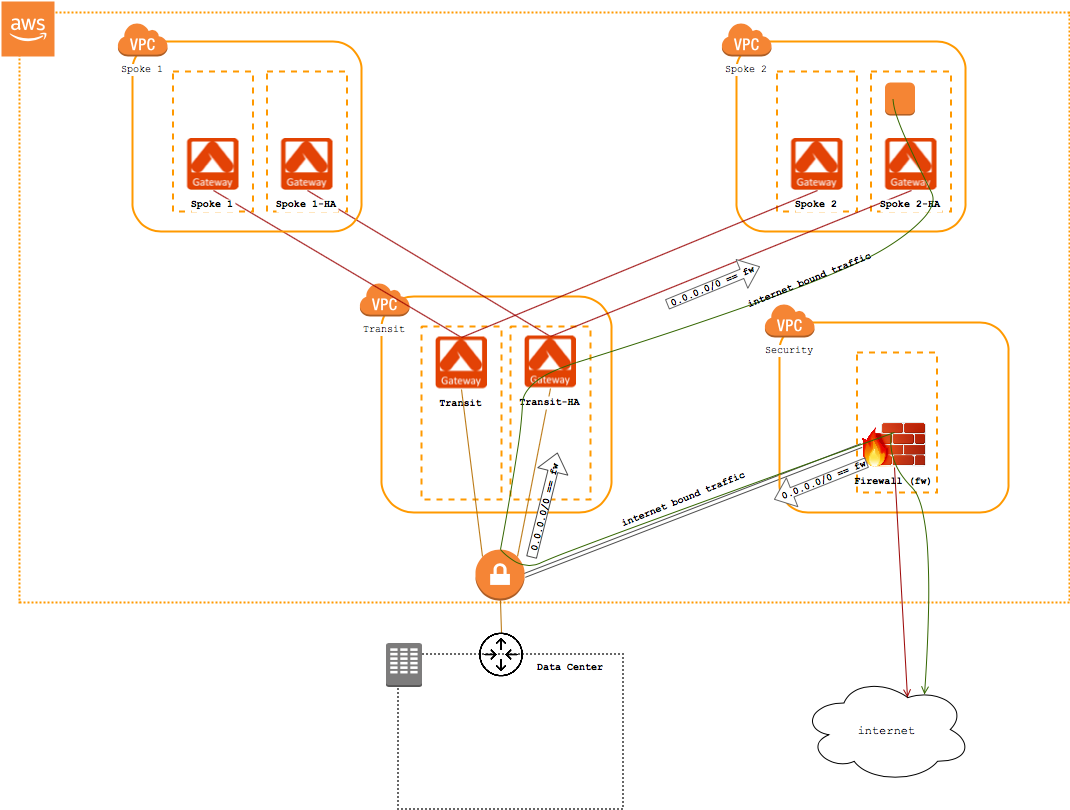 aws
VPC
Spoke 1
Gateway
Spoke 1
Gateway
Spoke 1-HA
VPC
Spoke 2
Gateway
Spoke 2
Gateway
Spoke 2-HA
0.0.0.0/0 == fw
internet bound traffic
VPC
Transit
Gateway
Transit
Gateway
Transit-HA
0.0.0.0/0 == fw
VPC
Security
Firewall (fw)
0.0.0.0/0 == fw
internet bound traffic
Data Center
internet